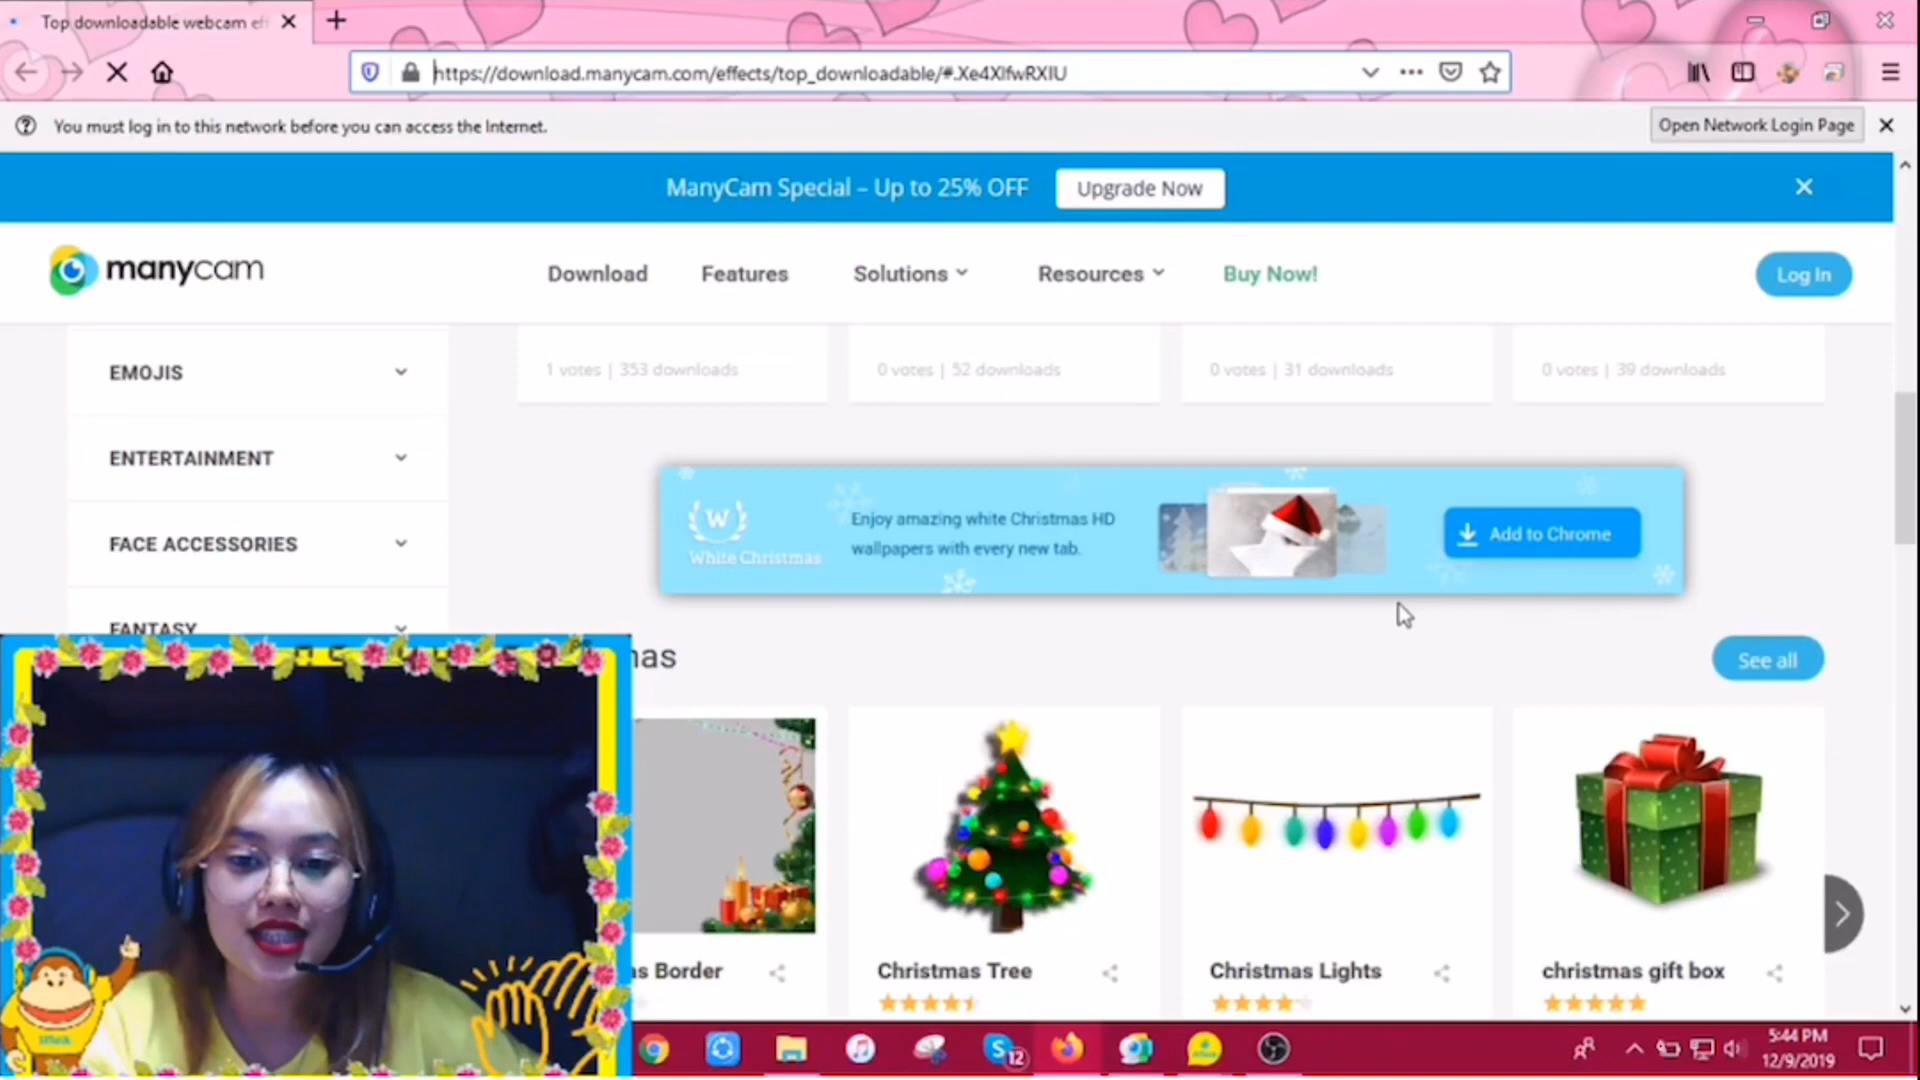 Top downloadable webcam eff
https://download.manycam.com/effects/top_downloadable/#.Xe4XlfwRXIU
You must log in to this network before you can access the Internet.
Open Network Login Page
ManyCam Special – Up to 25% OFF
Upgrade Now
manycam
Download
Features
Solutions
Resources
Buy Now!
Log In
1 votes | 353 downloads
0 votes | 52 downloads
0 votes | 31 downloads
0 votes | 39 downloads
EMOJIS
ENTERTAINMENT
FACE ACCESSORIES
FANTASY
W
White Christmas
Enjoy amazing white Christmas HD
wallpapers with every new tab.
Add to Chrome
mas
See all
as Border
Christmas Tree
Christmas Lights
christmas gift box
12
5:44 PM
12/9/2019